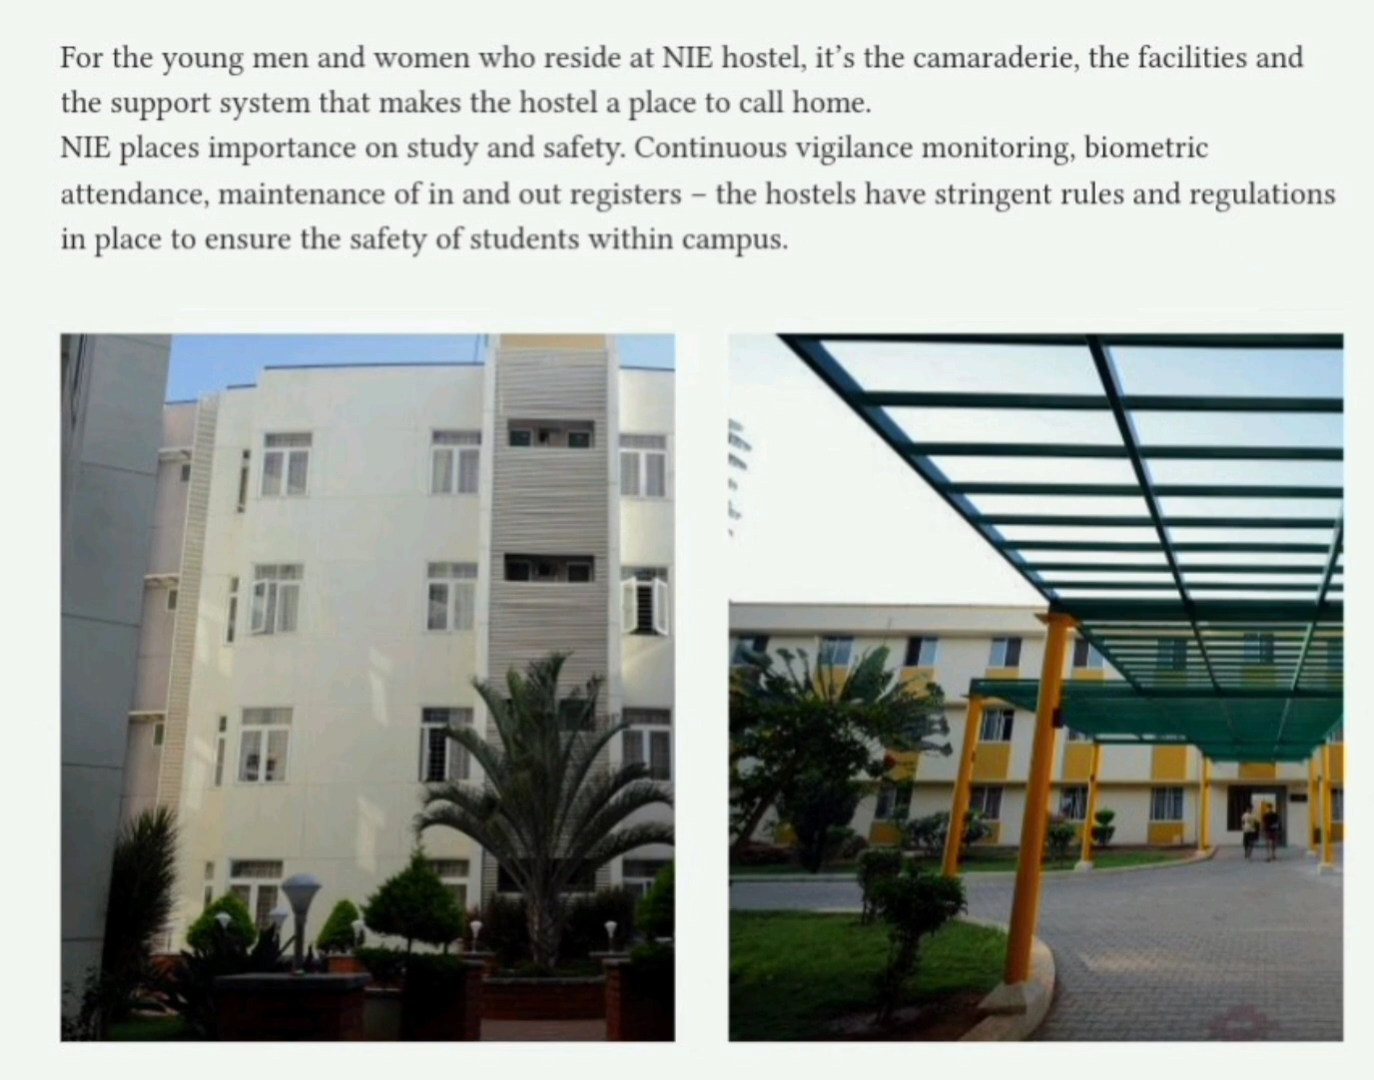 For the young men and women who reside at NIE hostel, it’s the camaraderie, the facilities and
the support system that makes the hostel a place to call home.
NIE places importance on study and safety. Continuous vigilance monitoring, biometric
attendance, maintenance of in and out registers – the hostels have stringent rules and regulations
in place to ensure the safety of students within campus.